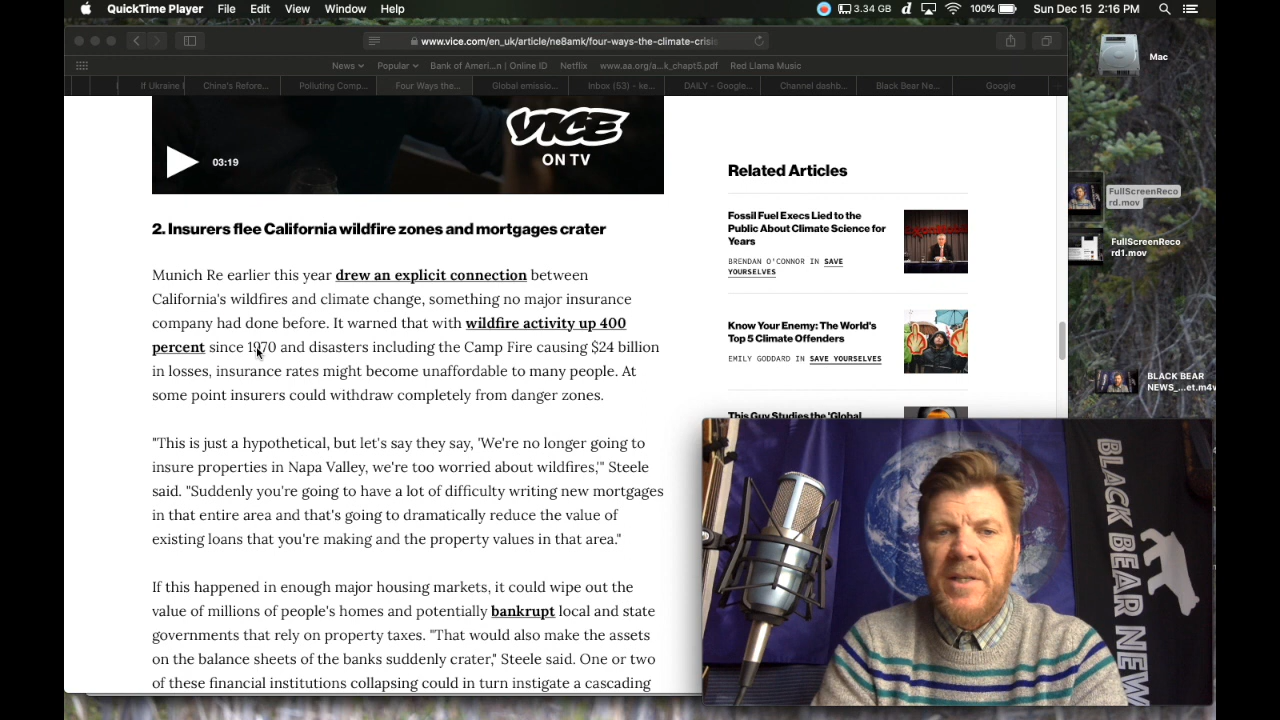 QuickTime Player File Edit View Window Help 3.34 GB 100% Sun Dec 15 2:16 PM
www.vice.com/en_uk/article/ne8amk/four-ways-the-climate-crisis
News Popular Bank of Ameri...n | Online ID Netflix www.aa.org/a...k_chapt5.pdf Red Llama Music
If Ukraine China's Refore... Polluting Comp... Four Ways the... Global emissio... Inbox (53) - ke... DAILY - Google... Channel dashb... Black Bear Ne... Google
Mac
FullScreenReco
rd.mov
FullScreenReco
rd1.mov
BLACK BEAR
NEWS_...et.m4v
VICE
ON TV
03:19
2. Insurers flee California wildfire zones and mortgages crater
Munich Re earlier this year drew an explicit connection between
California's wildfires and climate change, something no major insurance
company had done before. It warned that with wildfire activity up 400
percent since 1970 and disasters including the Camp Fire causing $24 billion
in losses, insurance rates might become unaffordable to many people. At
some point insurers could withdraw completely from danger zones.
"This is just a hypothetical, but let's say they say, 'We're no longer going to
insure properties in Napa Valley, we're too worried about wildfires,'" Steele
said. "Suddenly you're going to have a lot of difficulty writing new mortgages
in that entire area and that's going to dramatically reduce the value of
existing loans that you're making and the property values in that area."
If this happened in enough major housing markets, it could wipe out the
value of millions of people's homes and potentially bankrupt local and state
governments that rely on property taxes. "That would also make the assets
on the balance sheets of the banks suddenly crater," Steele said. One or two
of these financial institutions collapsing could in turn instigate a cascading
Related Articles
Fossil Fuel Execs Lied to the
Public About Climate Science for
Years
BRENDAN O'CONNOR IN SAVE
YOURSELVES
Know Your Enemy: The World's
Top 5 Climate Offenders
EMILY GODDARD IN SAVE YOURSELVES
This Guy Studies the 'Global
BLACK BEAR NEW